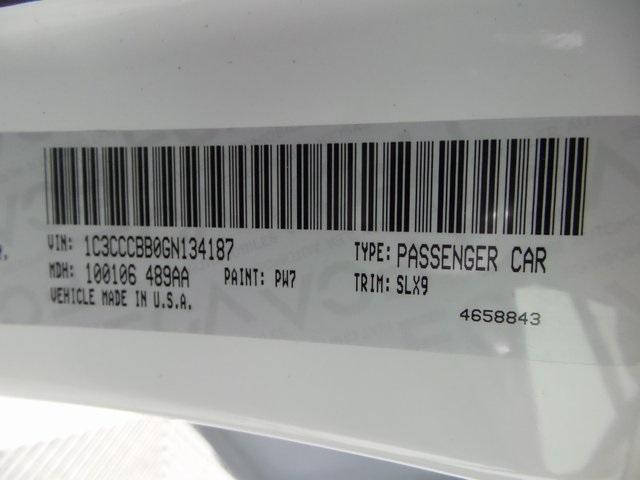 VIN: 1C3CCCBB0GN134187 TYPE: PASSENGER CAR
MDH: 100106 489AA PAINT: PW7 TRIM: SLX9
VEHICLE MADE IN U.S.A.
4658843